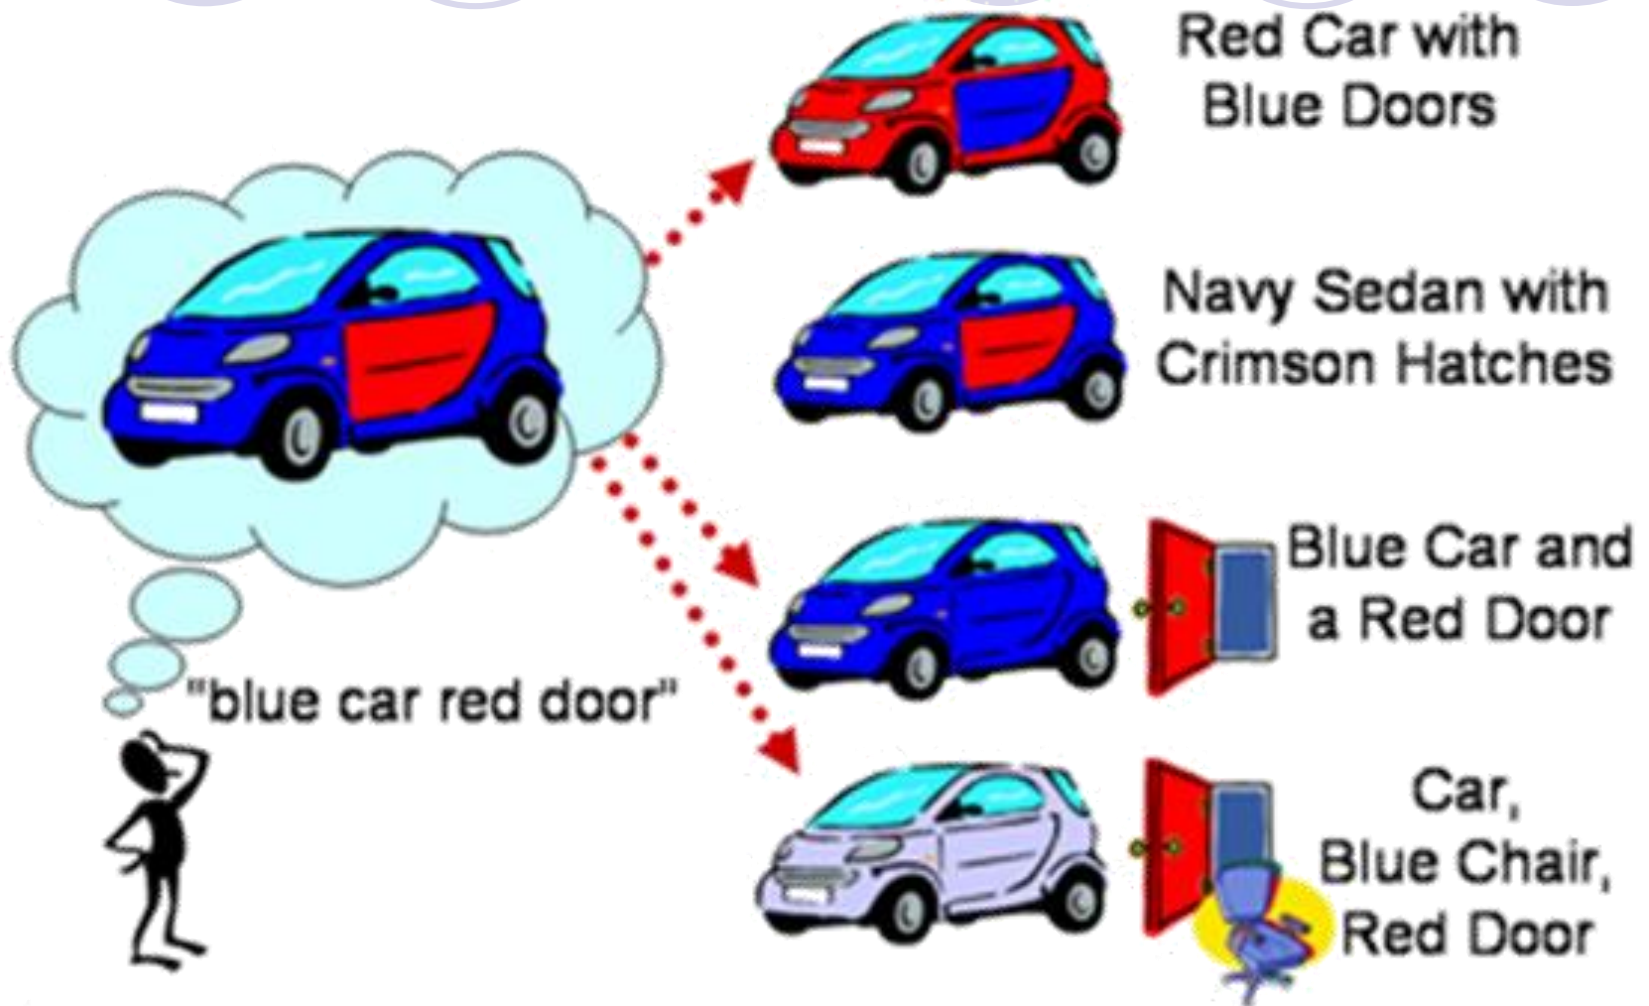 Red Car with
Blue Doors
Navy Sedan with
Crimson Hatches
Blue Car and
a Red Door
"blue car red door"
Car,
Blue Chair,
Red Door